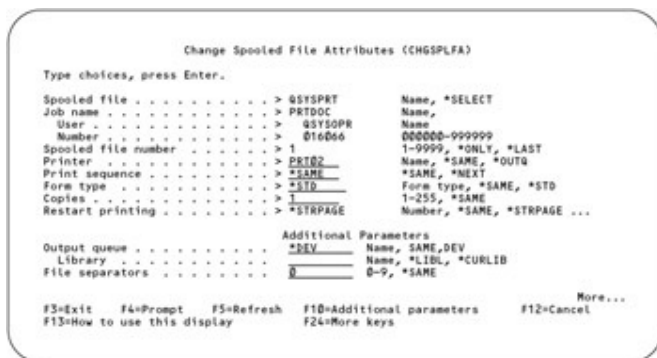 Change Spooled File Attributes (CHGSPLFA)
Type choices, press Enter.
Spooled file . . . . . . . . . . . > QSYSPRT Name, *SELECT
Job name . . . . . . . . . . . . . > PRTDOC Name,
User . . . . . . . . . . . . . . > QSYSOPR Name
Number . . . . . . . . . . . . . > 016066 000000-999999
Spooled file number . . . . . . . > 1 1-9999, *ONLY, *LAST
Printer . . . . . . . . . . . . . > PRT02 Name, *SAME, *OUTQ
Print sequence . . . . . . . . . . > *SAME *SAME, *NEXT
Form type . . . . . . . . . . . . > *STD Form type, *SAME, *STD
Copies . . . . . . . . . . . . . . > 1 1-255, *SAME
Restart printing . . . . . . . . . > *STRPAGE Number, *SAME, *STRPAGE ...
Additional Parameters
Output queue . . . . . . . . . . . *DEV Name, SAME,DEV
Library . . . . . . . . . . . . Name, *LIBL, *CURLIB
File separators . . . . . . . . . 0 0-9, *SAME
More...
F3=Exit F4=Prompt F5=Refresh F10=Additional parameters F12=Cancel
F13=How to use this display F24=More keys